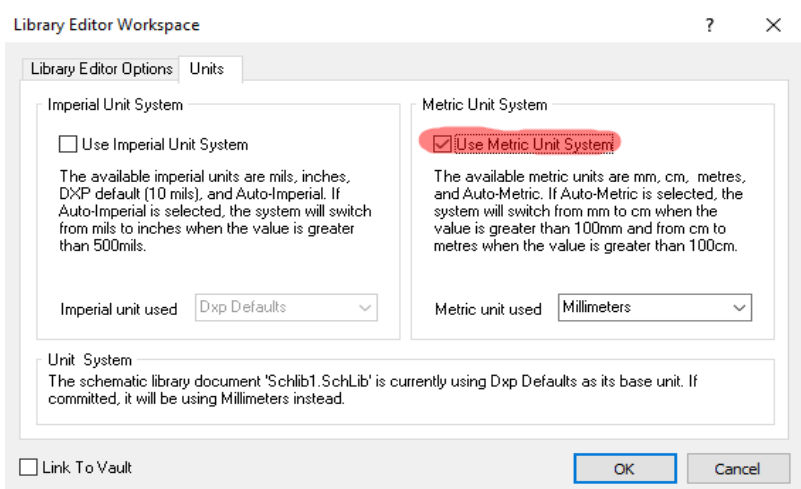 Library Editor Workspace
?
Library Editor Options
Units
Imperial Unit System
Use Imperial Unit System
The available imperial units are mils, inches,
DXP default (10 mils), and Auto-Imperial. If
Auto-Imperial is selected, the system will switch
from mils to inches when the value is greater
than 500mils.
Imperial unit used
Dxp Defaults
Metric Unit System
Use Metric Unit System
The available metric units are mm, cm, metres,
and Auto-Metric. If Auto-Metric is selected, the
system will switch from mm to cm when the
value is greater than 100mm and from cm to
metres when the value is greater than 100cm.
Metric unit used
Millimeters
Unit System
The schematic library document 'Schlib1.SchLib' is currently using Dxp Defaults as its base unit. If
committed, it will be using Millimeters instead.
Link To Vault
OK
Cancel